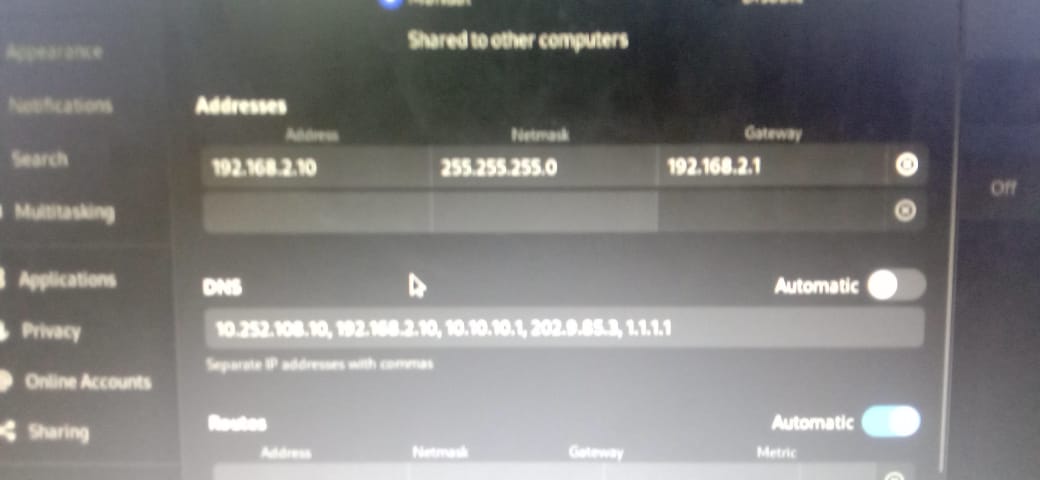 Manual
Shared to other computers
Appearance
Notifications
Search
Multitasking
Applications
Privacy
Online Accounts
Sharing
Addresses
Address Netmask Gateway
192.168.2.10 255.255.255.0 192.168.2.1
Off
DNS Automatic
10.252.108.10, 192.168.2.10, 10.10.10.1, 202.9.85.3, 1.1.1.1
Separate IP addresses with commas
Routes Automatic
Address Netmask Gateway Metric